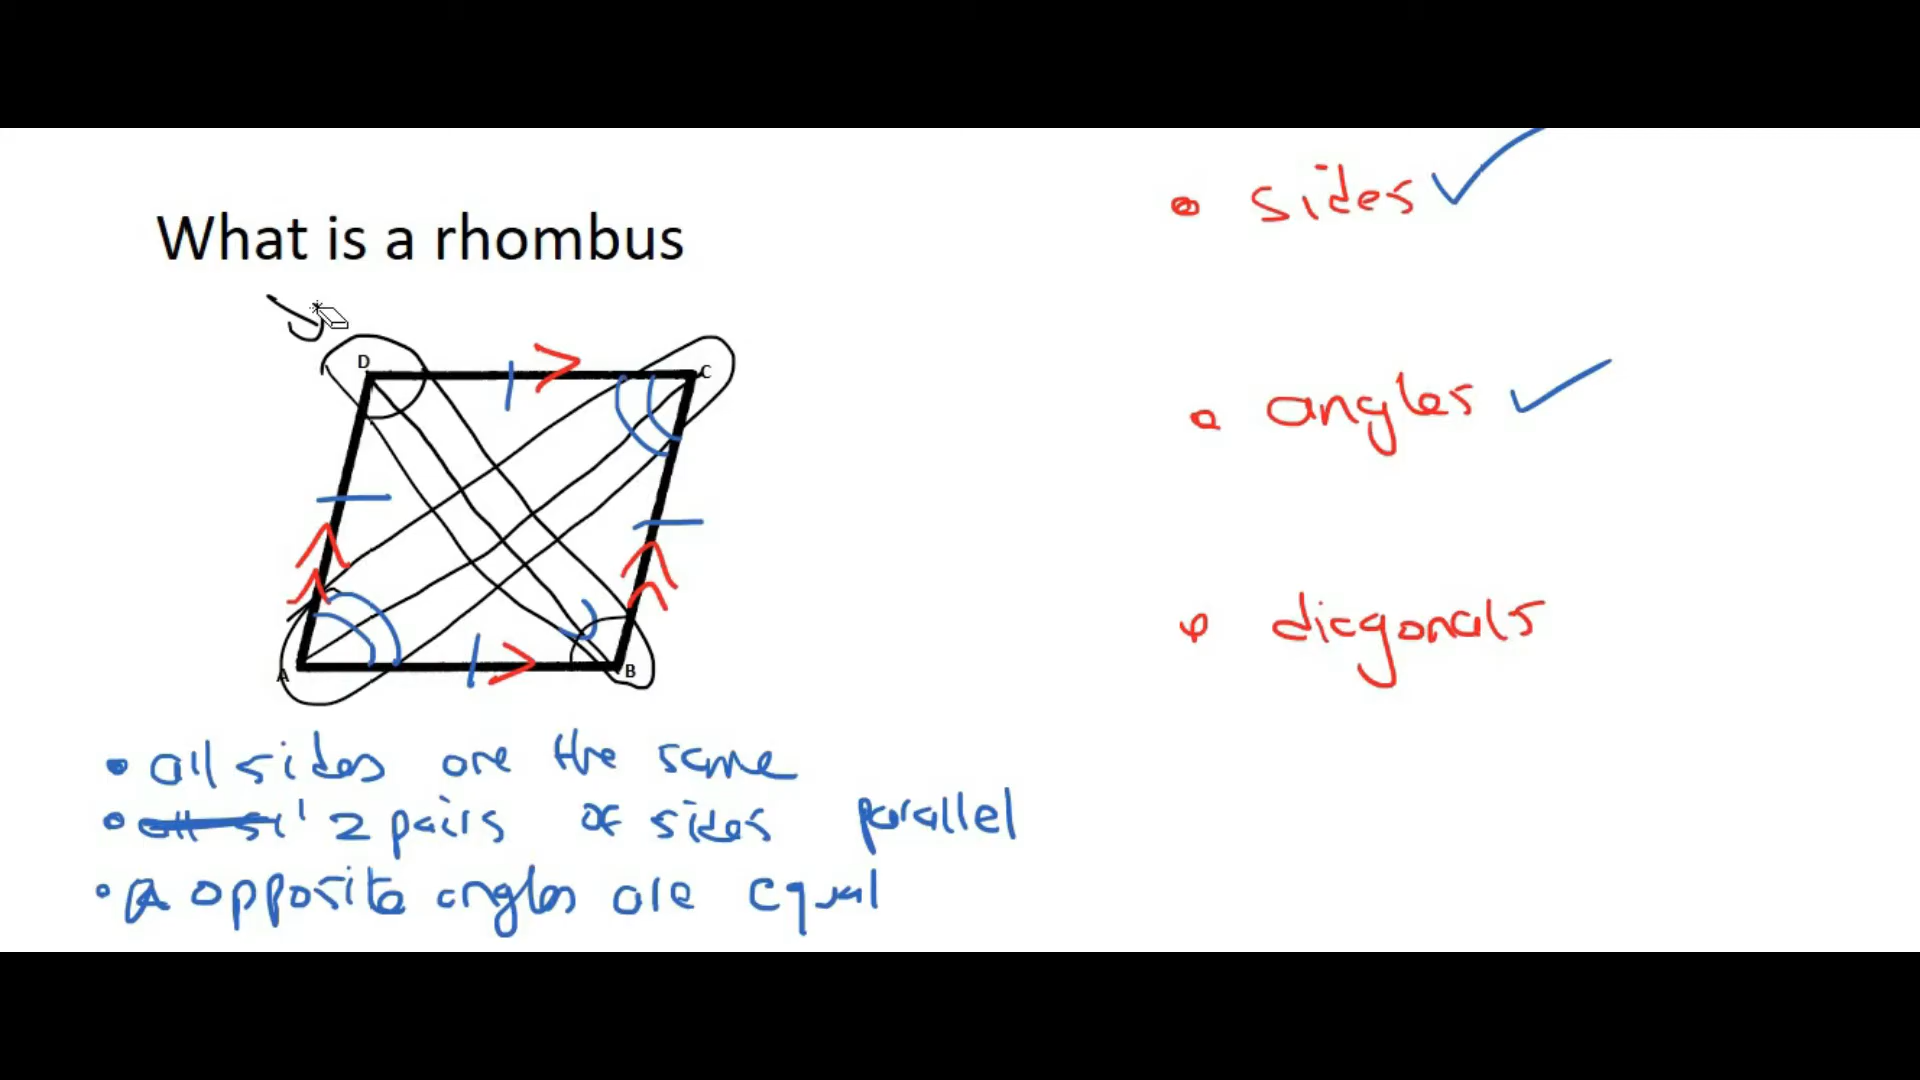 What is a rhombus
• sides
• angles
• diagonals
D
C
A
B
• all sides are the same
• 2 pairs of sides parallel
• opposite angles are equal